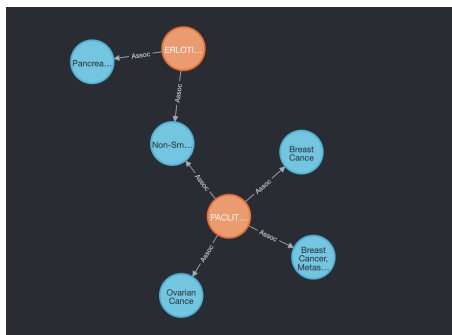 ERLOTI...
Assoc
Pancrea...
Assoc
Non-Sm...
Breast
Cance
Assoc
Assoc
PACLIT...
Assoc
Breast
Cancer,
Metas...
Assoc
Ovarian
Cance